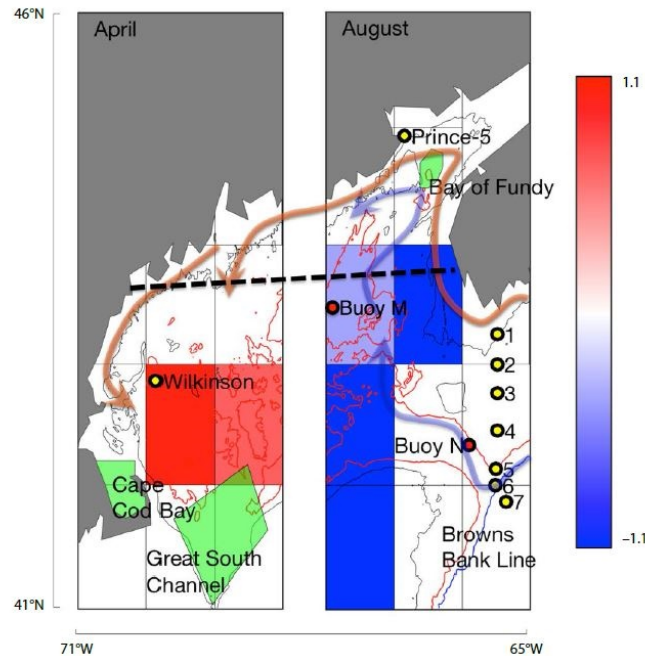 46°N
April
August
1.1
Prince-5
Bay of Fundy
Buoy M
1
Wilkinson
2
3
4
Buoy N
5
6
7
Cape
Cod Bay
Great South
Channel
Browns
Bank Line
–1.1
41°N
71°W
65°W